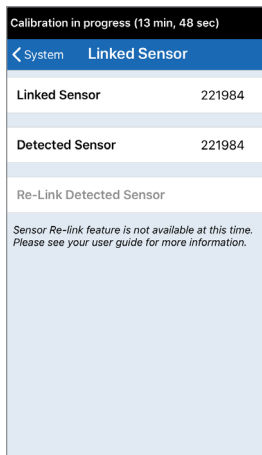 Calibration in progress (13 min, 48 sec)
System Linked Sensor
Linked Sensor 221984
Detected Sensor 221984
Re-Link Detected Sensor
Sensor Re-link feature is not available at this time.
Please see your user guide for more information.